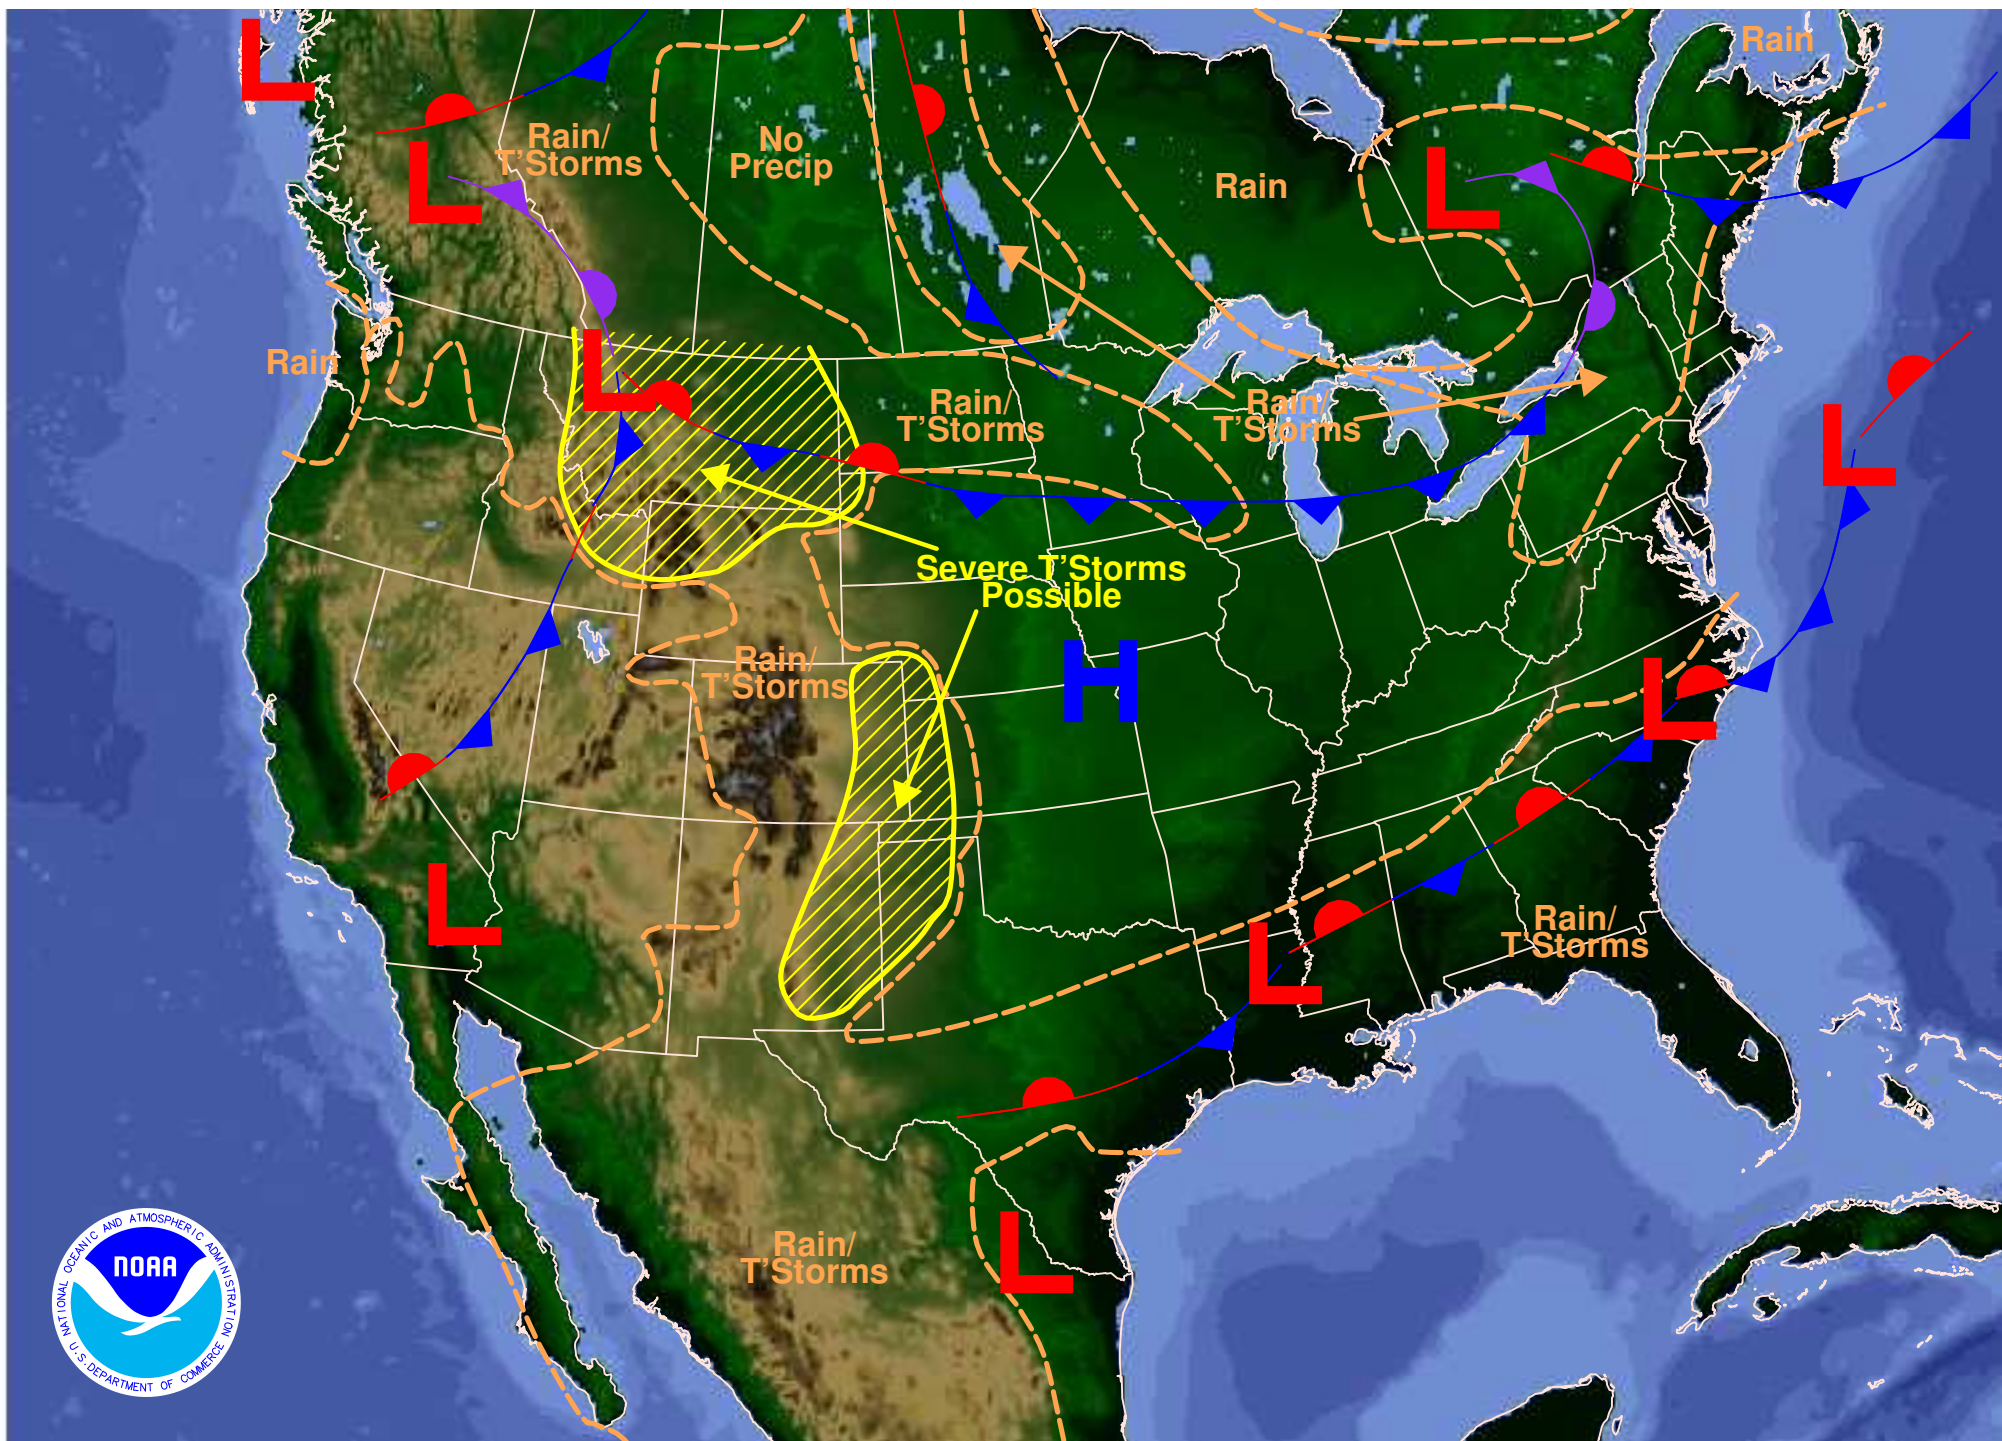 L
Rain
Rain/
T'Storms
No
Precip
L
Rain
L
Rain
L
Rain/
T'Storms
Rain/
T'Storms
L
Severe T'Storms
Possible
H
Rain/
T'Storms
L
L
Rain/
T'Storms
L
L
Rain/
T'Storms
NATIONAL OCEANIC AND ATMOSPHERIC ADMINISTRATION
NOAA
U.S. DEPARTMENT OF COMMERCE